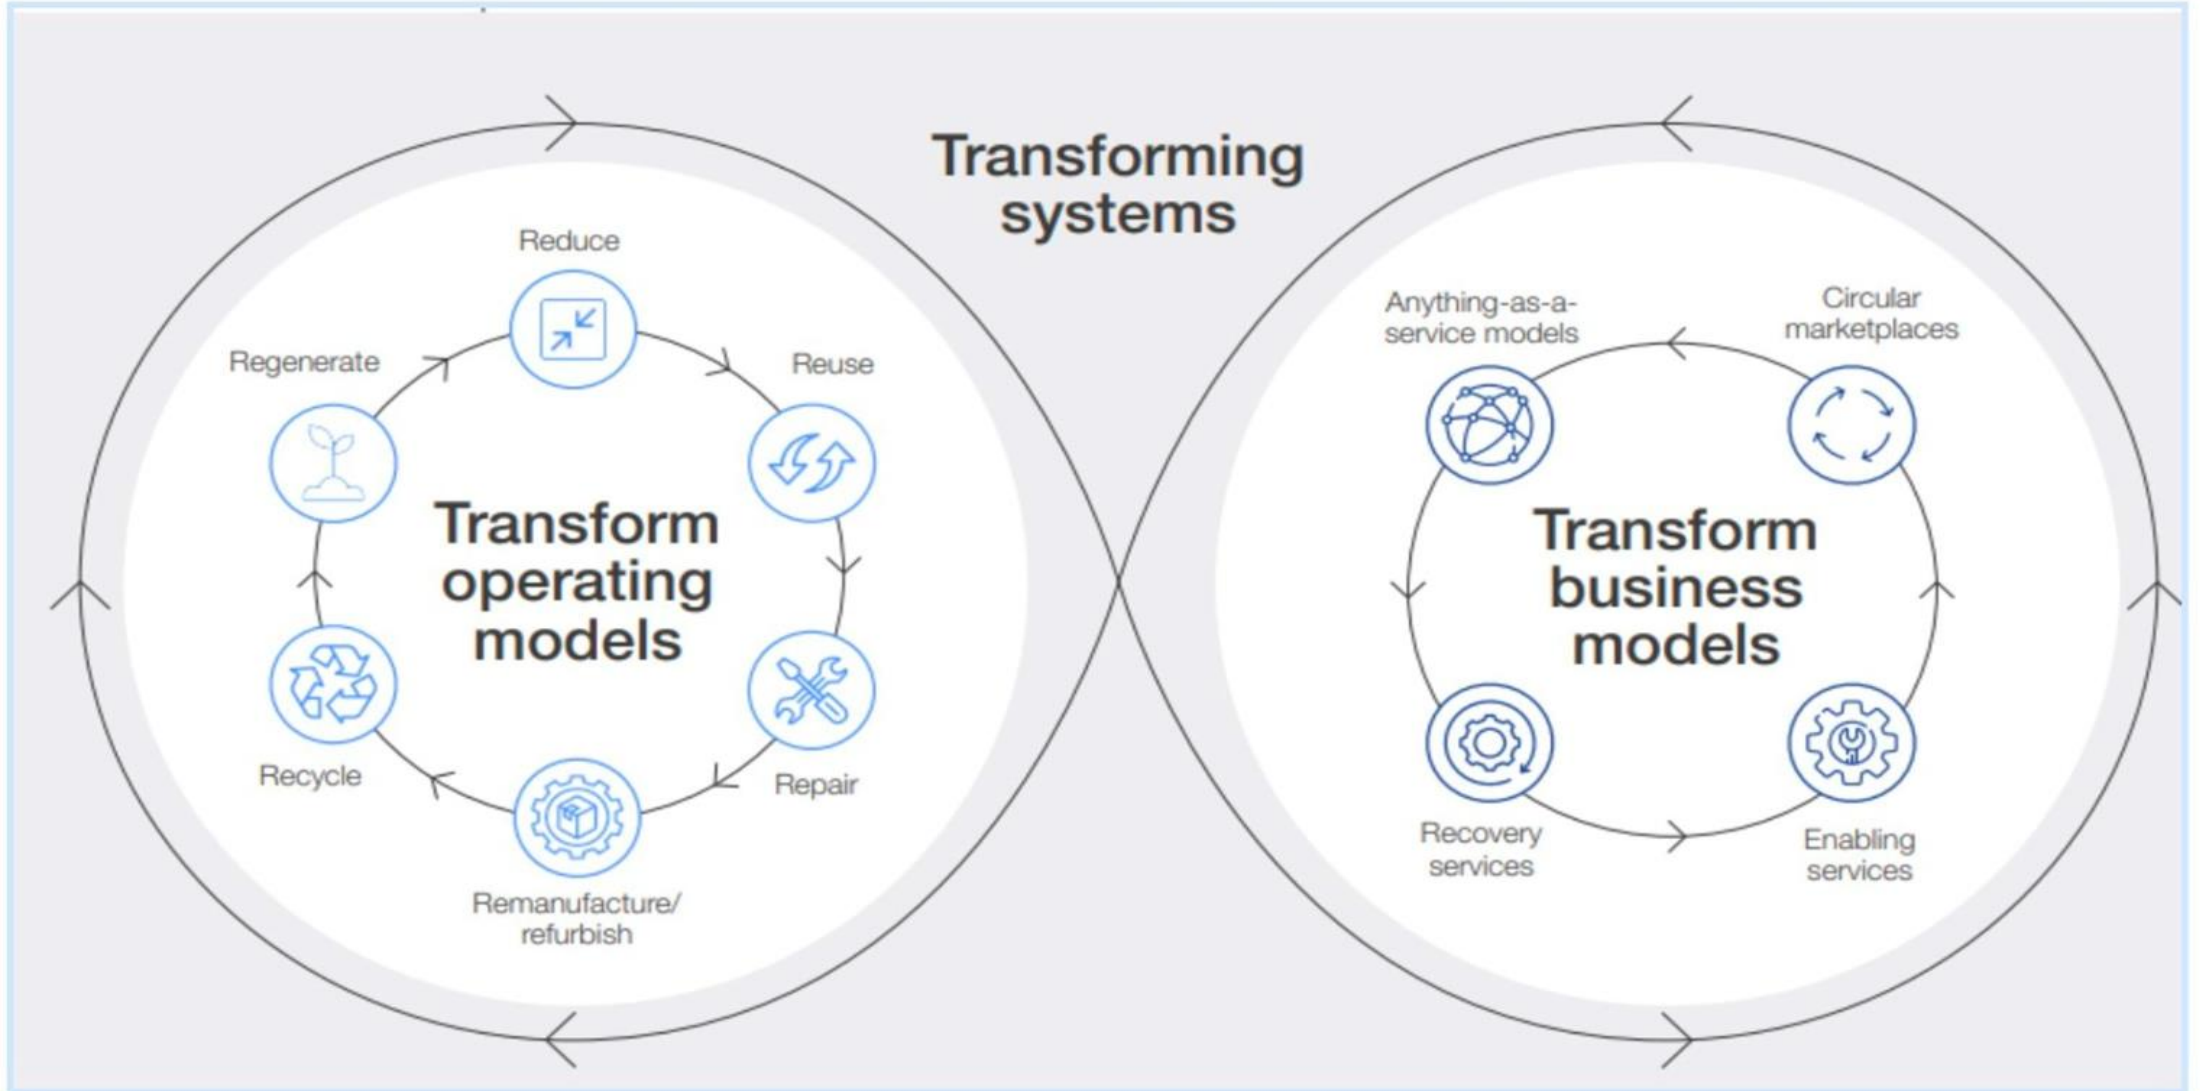 Transforming
systems
Reduce
Reuse
Repair
Remanufacture/
refurbish
Recycle
Regenerate
Transform
operating
models
Anything-as-a-
service models
Circular
marketplaces
Transform
business
models
Recovery
services
Enabling
services